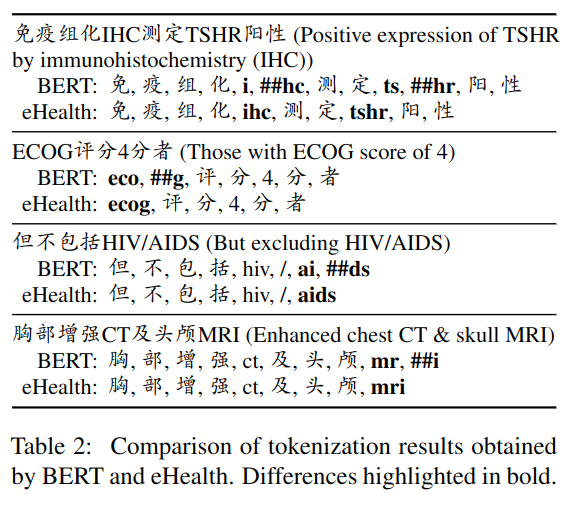 免疫组化IHC测定TSHR阳性 (Positive expression of TSHR
by immunohistochemistry (IHC))
BERT: 免, 疫, 组, 化, i, ##hc, 测, 定, ts, ##hr, 阳, 性
eHealth: 免, 疫, 组, 化, ihc, 测, 定, tshr, 阳, 性
ECOG评分4分者 (Those with ECOG score of 4)
BERT: eco, ##g, 评, 分, 4, 分, 者
eHealth: ecog, 评, 分, 4, 分, 者
但不包括HIV/AIDS (But excluding HIV/AIDS)
BERT: 但, 不, 包, 括, hiv, /, ai, ##ds
eHealth: 但, 不, 包, 括, hiv, /, aids
胸部增强CT及头颅MRI (Enhanced chest CT & skull MRI)
BERT: 胸, 部, 增, 强, ct, 及, 头, 颅, mr, ##i
eHealth: 胸, 部, 增, 强, ct, 及, 头, 颅, mri
Table 2: Comparison of tokenization results obtained
by BERT and eHealth. Differences highlighted in bold.